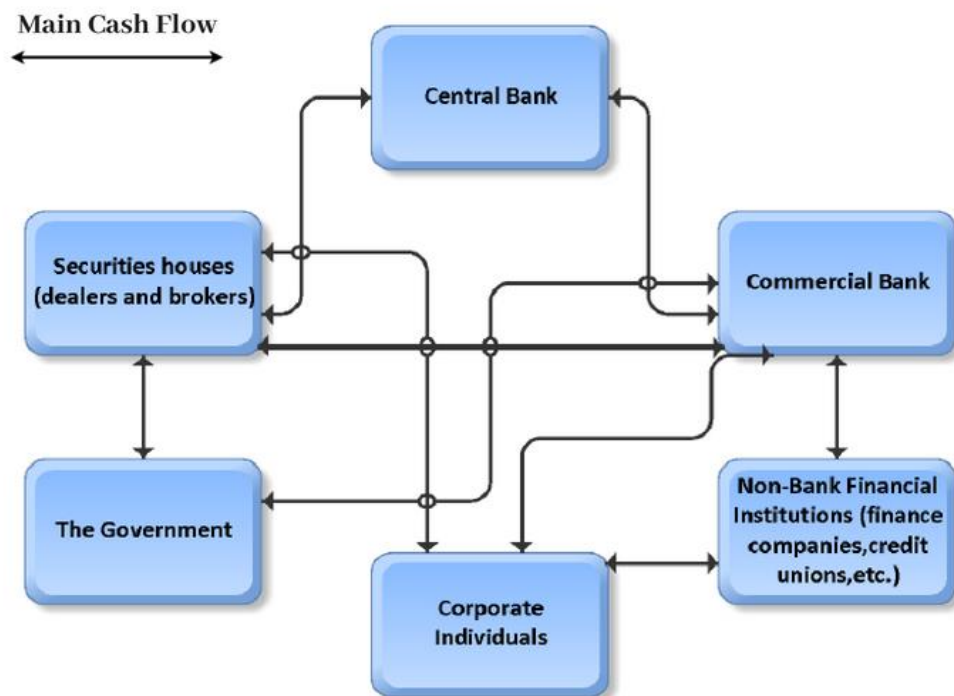 Main Cash Flow
Central Bank
Securities houses
(dealers and brokers)
Commercial Bank
The Government
Non-Bank Financial
Institutions (finance
companies,credit
unions,etc.)
Corporate
Individuals